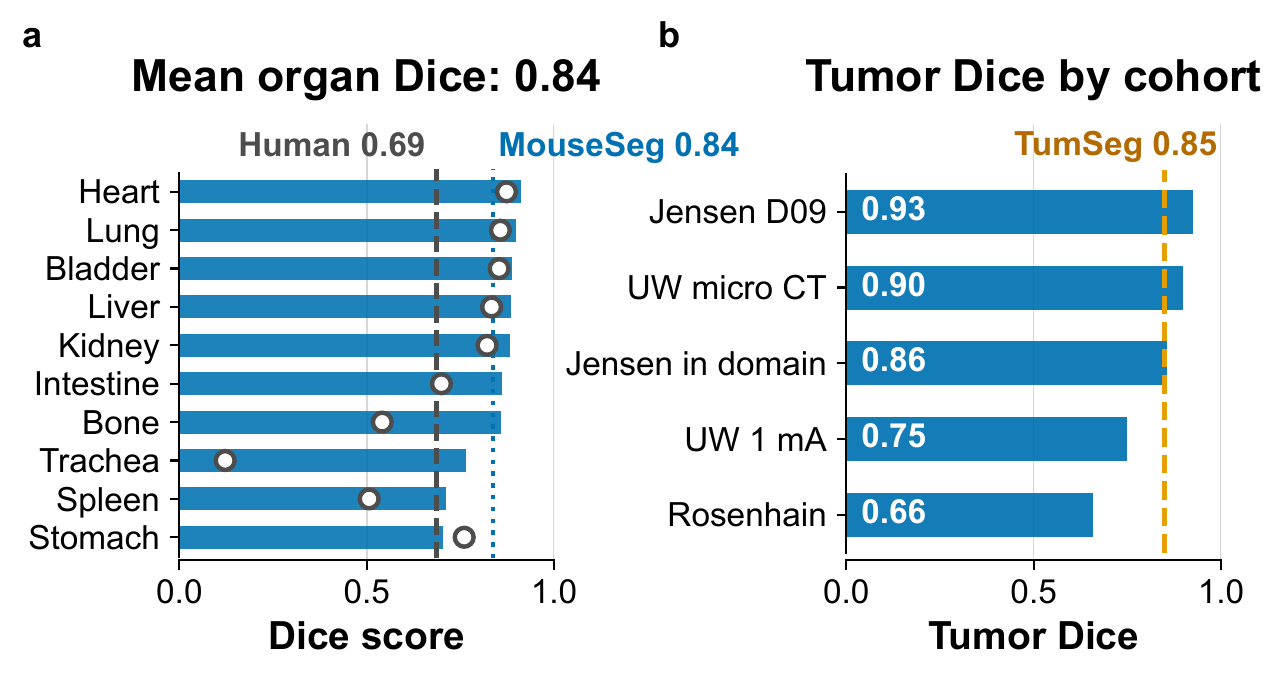 a
Mean organ Dice: 0.84
Human 0.69
MouseSeg 0.84
Heart
Lung
Bladder
Liver
Kidney
Intestine
Bone
Trachea
Spleen
Stomach
0.0 0.5 1.0
Dice score
b
Tumor Dice by cohort
TumSeg 0.85
Jensen D09 0.93
UW micro CT 0.90
Jensen in domain 0.86
UW 1 mA 0.75
Rosenhain 0.66
0.0 0.5 1.0
Tumor Dice